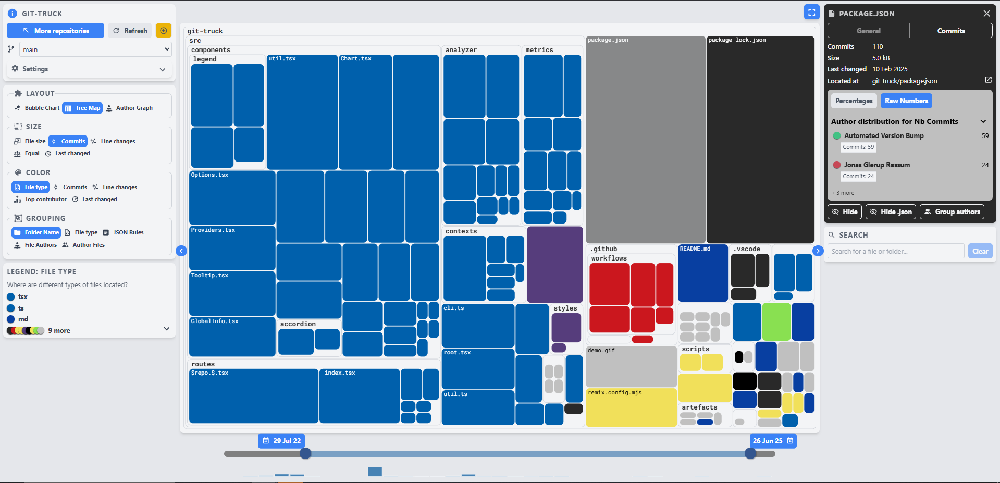 GIT-TRUCK
More repositories
Refresh
main
Settings
LAYOUT
Bubble Chart Tree Map Author Graph
SIZE
File size Commits Line changes
Equal Last changed
COLOR
File type Commits Line changes
Top contributor Last changed
GROUPING
Folder Name File type JSON Rules
File Authors Author Files
LEGEND: FILE TYPE
Where are different types of files located?
tsx
ts
md
9 more
git-truck
src
components
legend
util.tsx
Chart.tsx
Options.tsx
Providers.tsx
Tooltip.tsx
GlobalInfo.tsx
accordion
routes
$repo.$.tsx
_index.tsx
analyzer
metrics
contexts
cli.ts
styles
root.tsx
util.ts
package.json
package-lock.json
.github
workflows
README.md
.vscode
demo.gif
scripts
remix.config.mjs
artefacts
29 Jul 22
26 Jun 25
PACKAGE.JSON
General Commits
Commits 110
Size 5.0 kB
Last changed 10 Feb 2025
Located at git-truck/package.json
Percentages Raw Numbers
Author distribution for Nb Commits
Automated Version Bump 59
Commits: 59
Jonas Glerup Røssum 24
Commits: 24
+ 3 more
Hide Hide .json Group authors
SEARCH
Search for a file or folder...
Clear